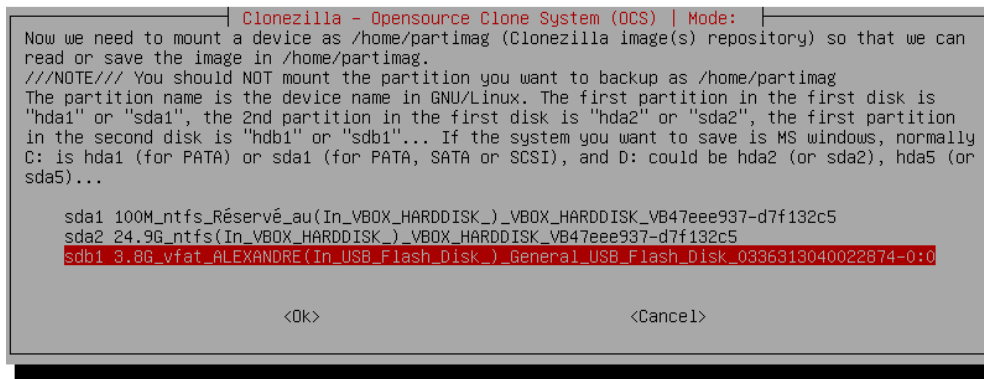 Clonezilla - Opensource Clone System (OCS) | Mode:
Now we need to mount a device as /home/partimag (Clonezilla image(s) repository) so that we can
read or save the image in /home/partimag.
///NOTE/// You should NOT mount the partition you want to backup as /home/partimag
The partition name is the device name in GNU/Linux. The first partition in the first disk is
"hda1" or "sda1", the 2nd partition in the first disk is "hda2" or "sda2", the first partition
in the second disk is "hdb1" or "sdb1"... If the system you want to save is MS windows, normally
C: is hda1 (for PATA) or sda1 (for PATA, SATA or SCSI), and D: could be hda2 (or sda2), hda5 (or
sda5)...
sda1 100M_ntfs_Réservé_au(In_VBOX_HARDDISK_)_VBOX_HARDDISK_VB47eee937-d7f132c5
sda2 24.9G_ntfs(In_VBOX_HARDDISK_)_VBOX_HARDDISK_VB47eee937-d7f132c5
sdb1 3.8G_vfat_ALEXANDRE(In_USB_Flash_Disk_)_General_USB_Flash_Disk_0336313040022874-0:0
<Ok> <Cancel>